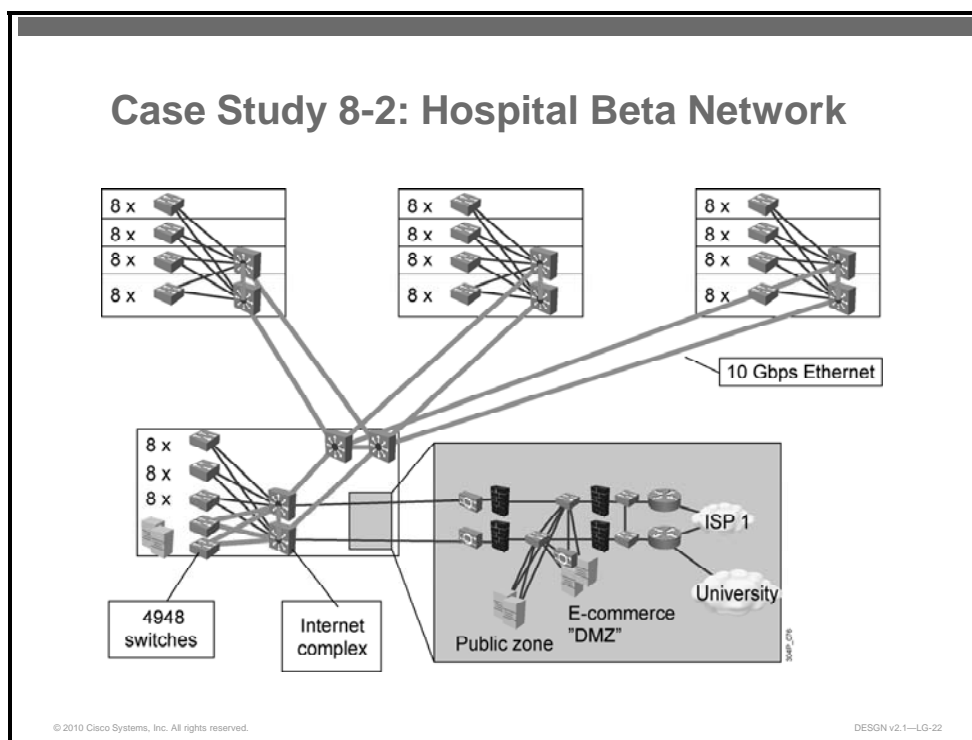 Case Study 8-2: Hospital Beta Network
8 x
8 x
8 x
8 x
8 x
8 x
8 x
8 x
8 x
8 x
8 x
8 x
10 Gbps Ethernet
8 x
8 x
8 x
4948
switches
Internet
complex
Public zone
E-commerce
"DMZ"
ISP 1
University
© 2010 Cisco Systems, Inc. All rights reserved.
DESGN v2.1—LG-22